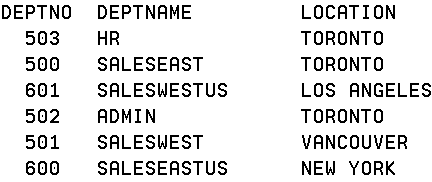 DEPTNO DEPTNAME LOCATION
503 HR TORONTO
500 SALESEAST TORONTO
601 SALESWESTUS LOS ANGELES
502 ADMIN TORONTO
501 SALESWEST VANCOUVER
600 SALESEASTUS NEW YORK